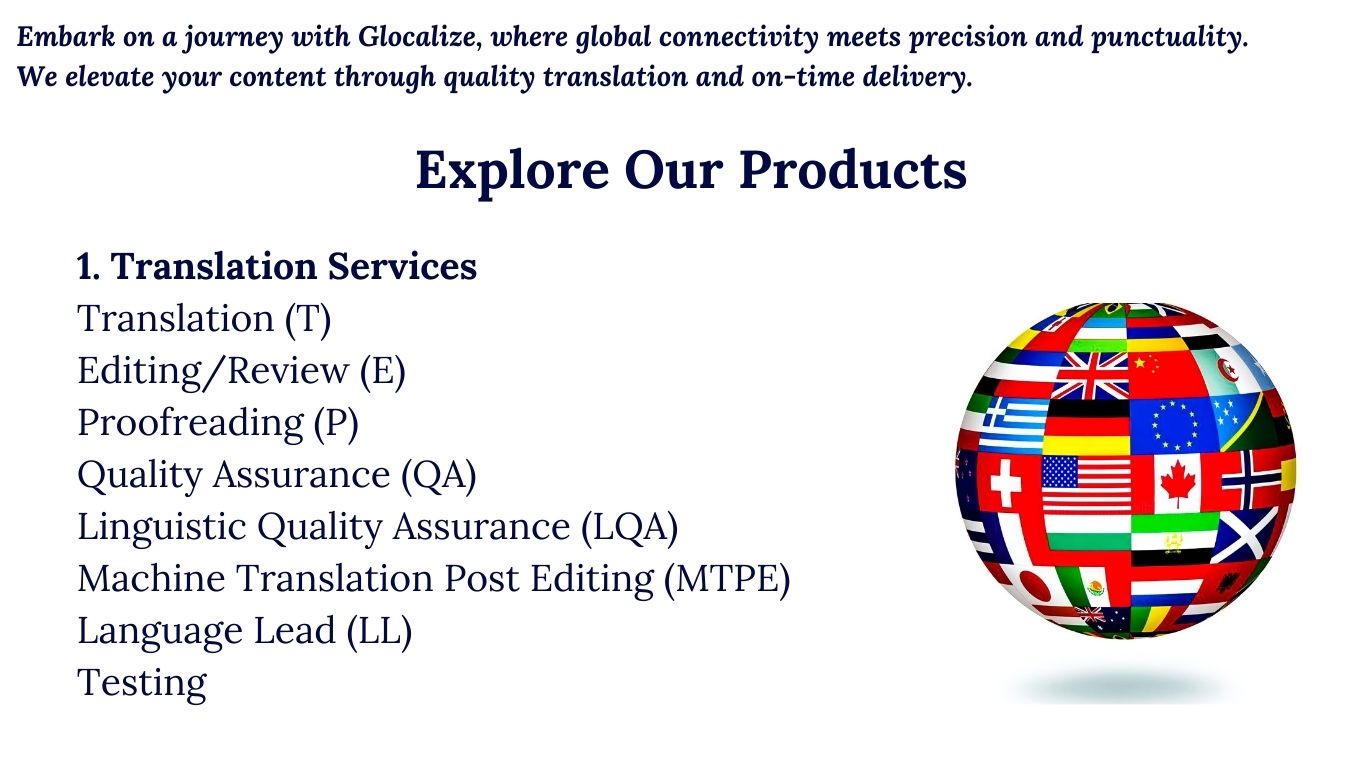 Embark on a journey with Glocalize, where global connectivity meets precision and punctuality.
We elevate your content through quality translation and on-time delivery.
Explore Our Products
1. Translation Services
Translation (T)
Editing/Review (E)
Proofreading (P)
Quality Assurance (QA)
Linguistic Quality Assurance (LQA)
Machine Translation Post Editing (MTPE)
Language Lead (LL)
Testing